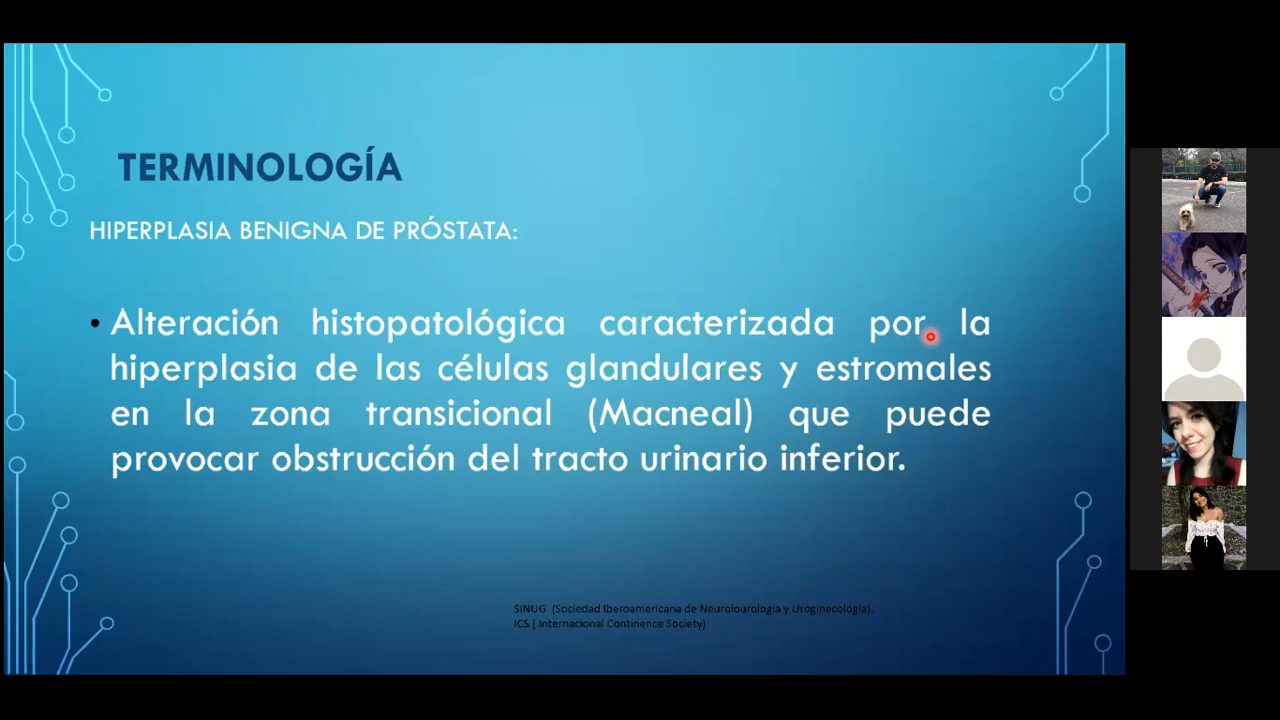 TERMINOLOGÍA
HIPERPLASIA BENIGNA DE PRÓSTATA:
• Alteración histopatológica caracterizada por la
hiperplasia de las células glandulares y estromales
en la zona transicional (Macneal) que puede
provocar obstrucción del tracto urinario inferior.
SINUG (Sociedad Iberoamericana de Neurolourologia y Uroginecología).
ICS ( Internacional Continence Society)